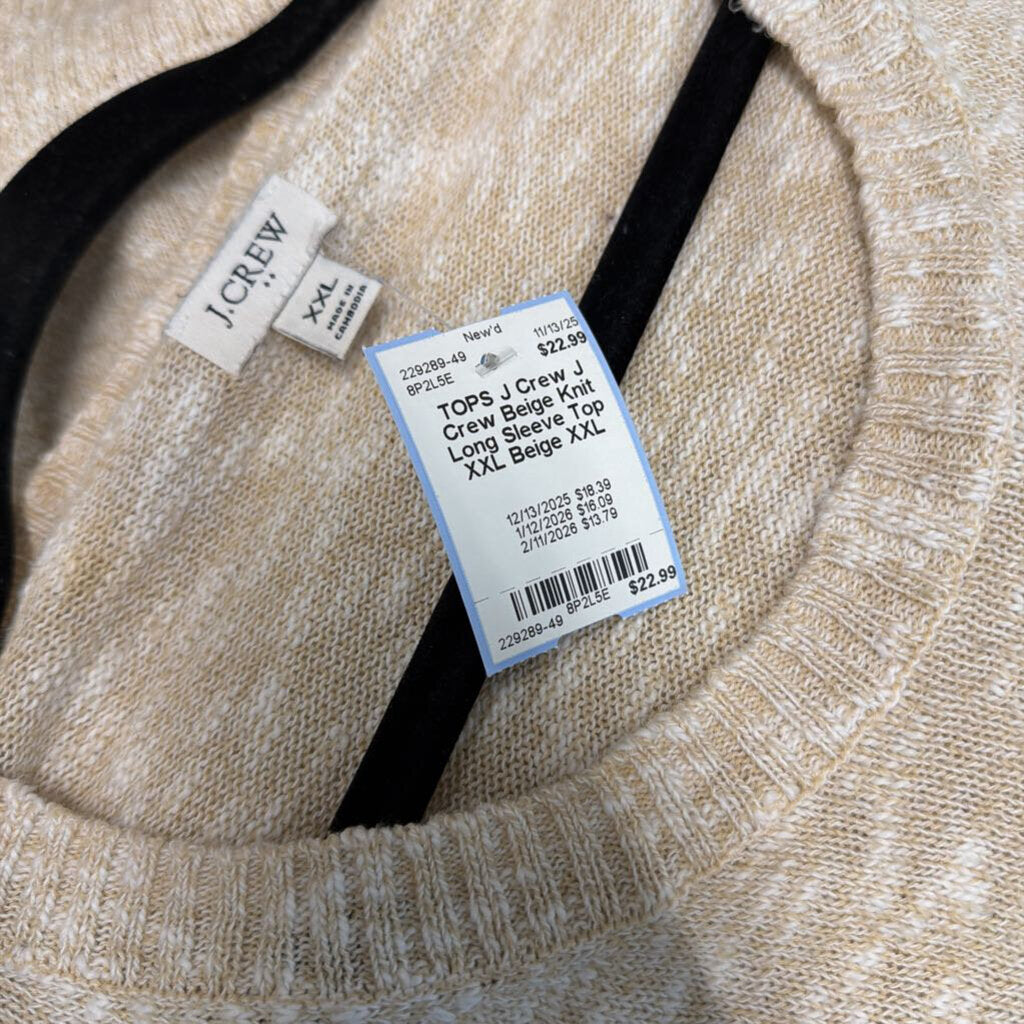 J.CREW
XXL
MADE IN
CAMBODIA
New'd
229289-49 11/13/25
8P2L5E $22.99
TOPS J Crew J
Crew Beige Knit
Long Sleeve Top
XXL Beige XXL
12/13/2025 $18.39
1/12/2026 $16.09
2/11/2026 $13.79
8P2L5E $22.99
229289-49